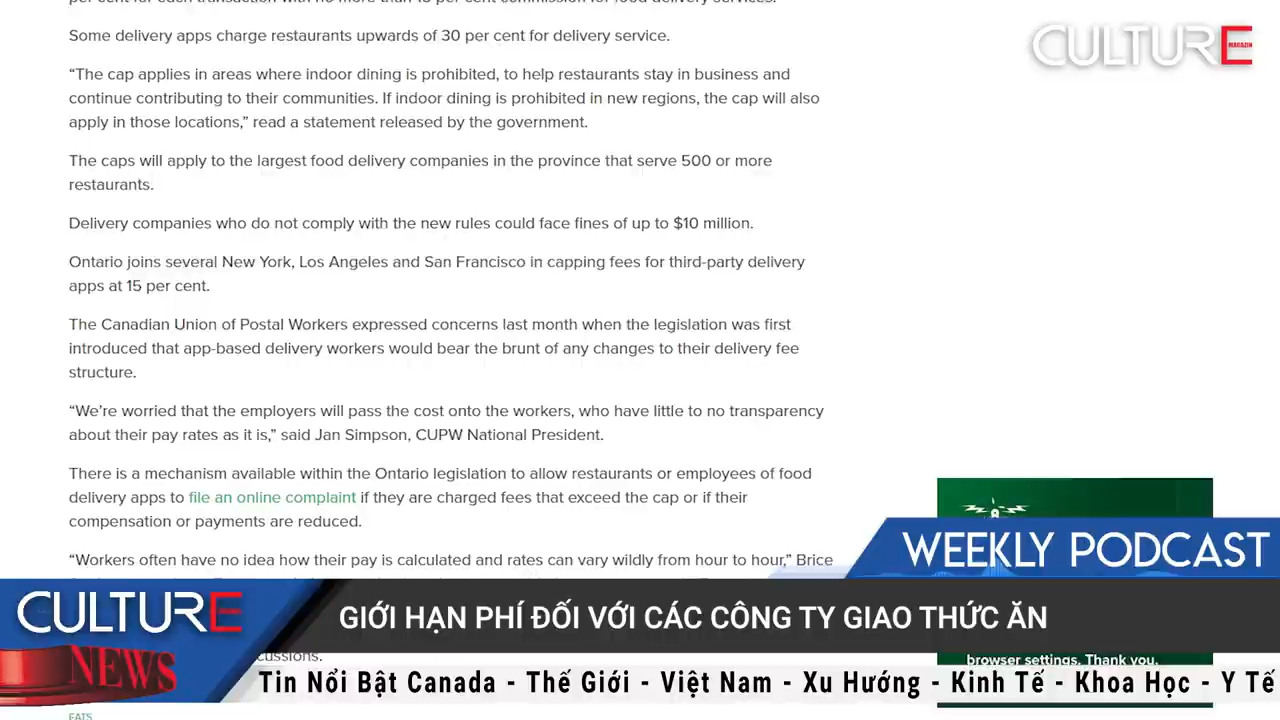 Some delivery apps charge restaurants upwards of 30 per cent for delivery service.
CULTURE
MAGAZIN
“The cap applies in areas where indoor dining is prohibited, to help restaurants stay in business and
continue contributing to their communities. If indoor dining is prohibited in new regions, the cap will also
apply in those locations,” read a statement released by the government.
The caps will apply to the largest food delivery companies in the province that serve 500 or more
restaurants.
Delivery companies who do not comply with the new rules could face fines of up to $10 million.
Ontario joins several New York, Los Angeles and San Francisco in capping fees for third-party delivery
apps at 15 per cent.
The Canadian Union of Postal Workers expressed concerns last month when the legislation was first
introduced that app-based delivery workers would bear the brunt of any changes to their delivery fee
structure.
“We’re worried that the employers will pass the cost onto the workers, who have little to no transparency
about their pay rates as it is,” said Jan Simpson, CUPW National President.
There is a mechanism available within the Ontario legislation to allow restaurants or employees of food
delivery apps to file an online complaint if they are charged fees that exceed the cap or if their
compensation or payments are reduced.
“Workers often have no idea how their pay is calculated and rates can vary wildly from hour to hour,” Brice
WEEKLY PODCAST
CULTURE
NEWS
GIỚI HẠN PHÍ ĐỐI VỚI CÁC CÔNG TY GIAO THỨC ĂN
browser settings. Thank you.
Tin Nổi Bật Canada - Thế Giới - Việt Nam - Xu Hướng - Kinh Tế - Khoa Học - Y Tế
EATS